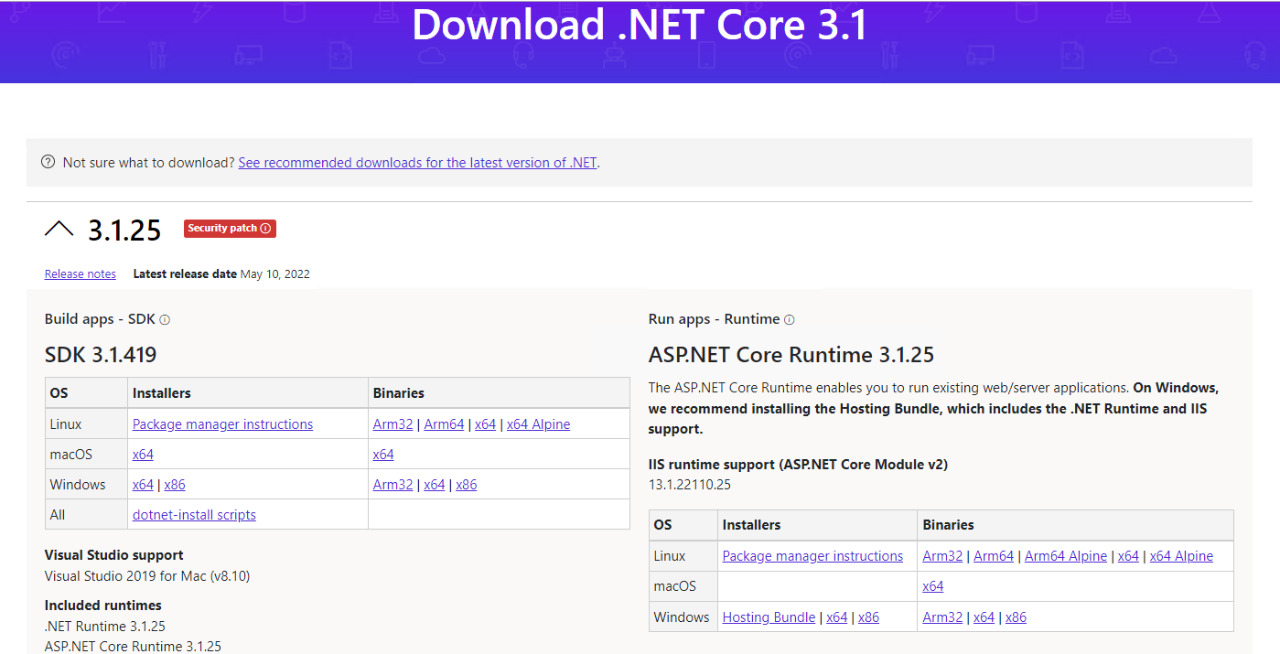 Download .NET Core 3.1
Not sure what to download? See recommended downloads for the latest version of .NET.
3.1.25 Security patch
Release notes Latest release date May 10, 2022
Build apps - SDK
SDK 3.1.419
OS Installers Binaries
Linux Package manager instructions Arm32 | Arm64 | x64 | x64 Alpine
macOS x64 x64
Windows x64 | x86 Arm32 | x64 | x86
All dotnet-install scripts
Visual Studio support
Visual Studio 2019 for Mac (v8.10)
Included runtimes
.NET Runtime 3.1.25
ASP.NET Core Runtime 3.1.25
Run apps - Runtime
ASP.NET Core Runtime 3.1.25
The ASP.NET Core Runtime enables you to run existing web/server applications. On Windows,
we recommend installing the Hosting Bundle, which includes the .NET Runtime and IIS
support.
IIS runtime support (ASP.NET Core Module v2)
13.1.22110.25
OS Installers Binaries
Linux Package manager instructions Arm32 | Arm64 | Arm64 Alpine | x64 | x64 Alpine
macOS x64
Windows Hosting Bundle | x64 | x86 Arm32 | x64 | x86